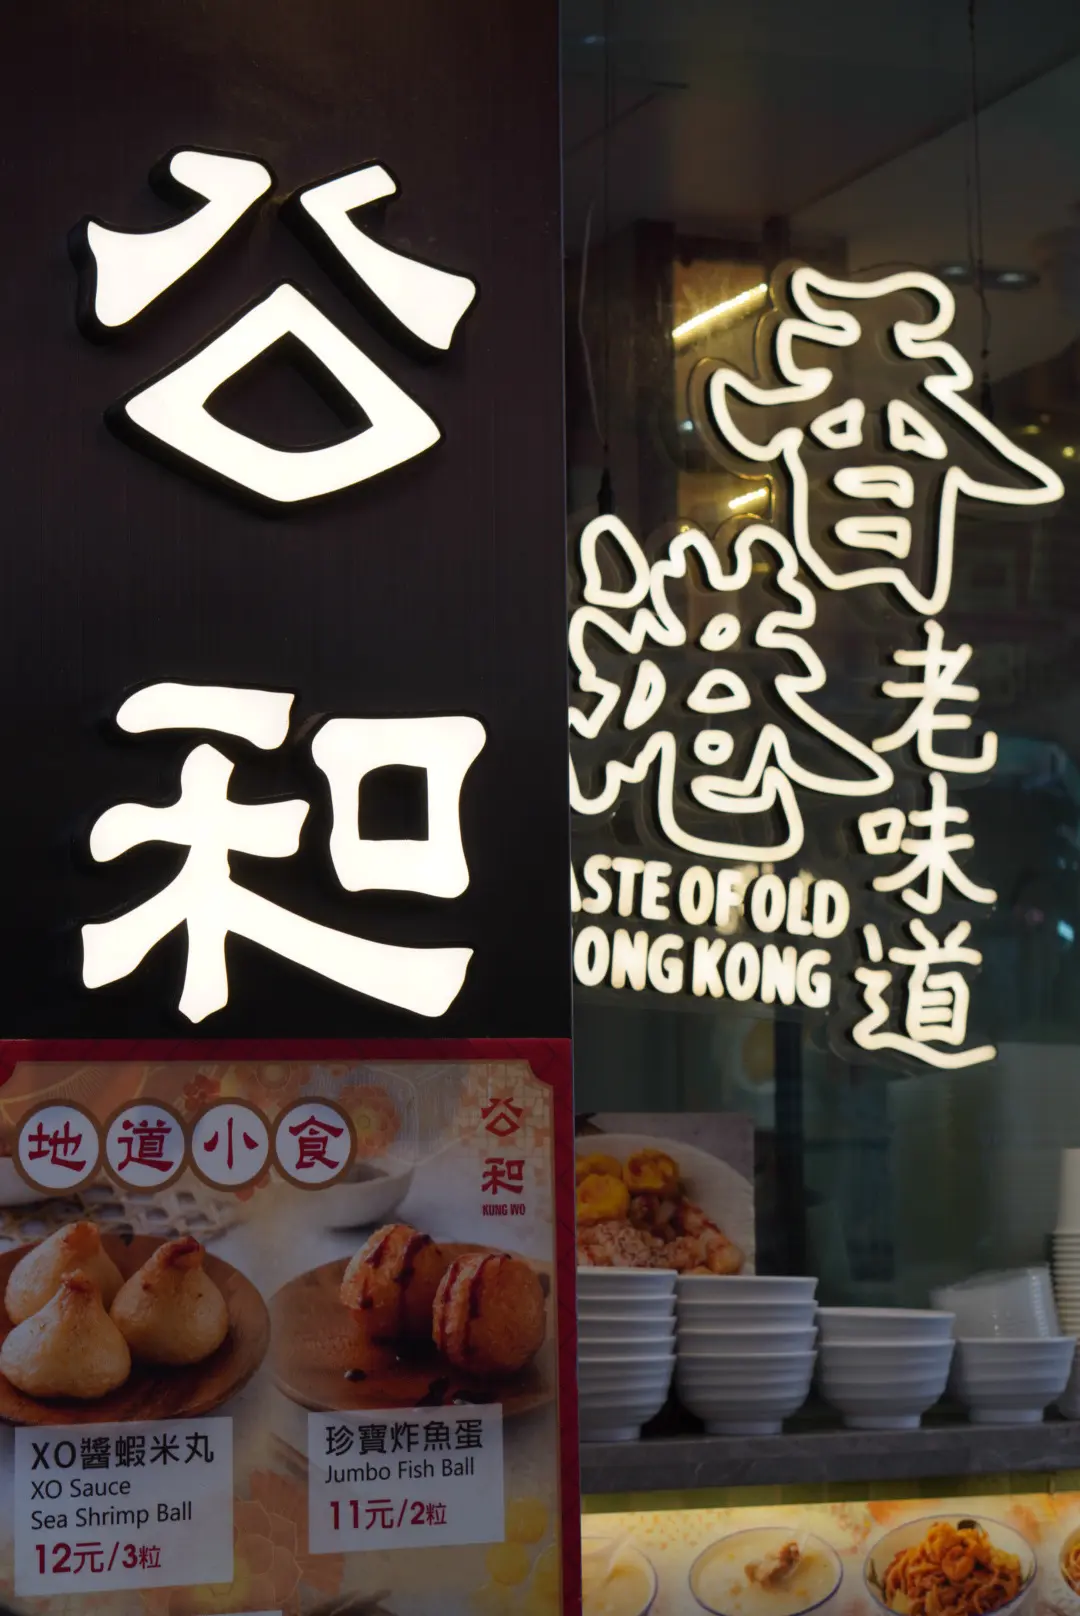 谷和
香港
老味道
ASTE OF OLD
ONG KONG
地道小食
谷和
KUNG WO
XO醬蝦米丸
XO Sauce
Sea Shrimp Ball
12元/3粒
珍寶炸魚蛋
Jumbo Fish Ball
11元/2粒